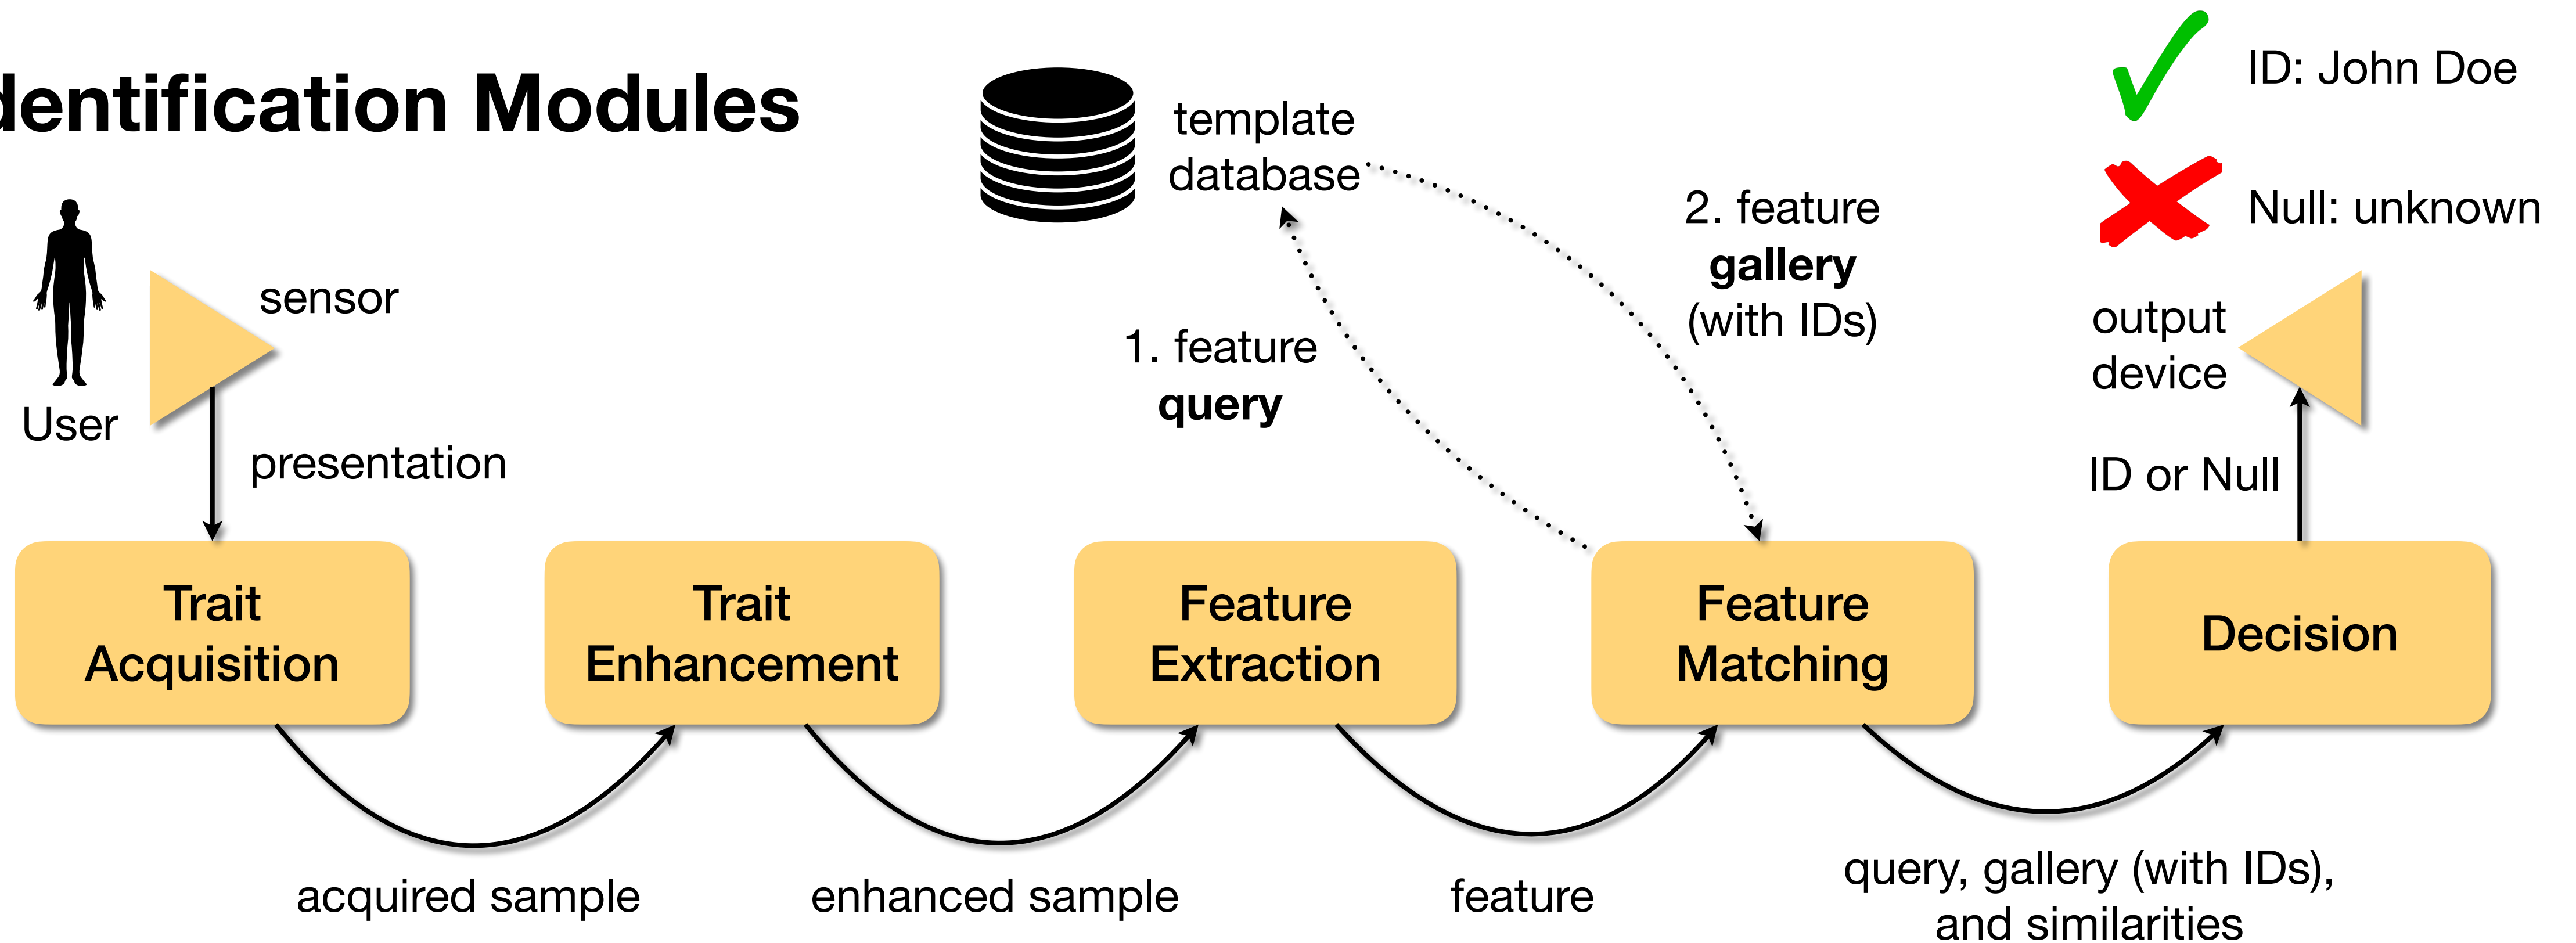 dentification Modules
template
database
ID: John Doe
Null: unknown
2. feature
gallery
(with IDs)
1. feature
query
sensor
User
presentation
output
device
ID or Null
Trait
Acquisition
Trait
Enhancement
Feature
Extraction
Feature
Matching
Decision
acquired sample
enhanced sample
feature
query, gallery (with IDs),
and similarities